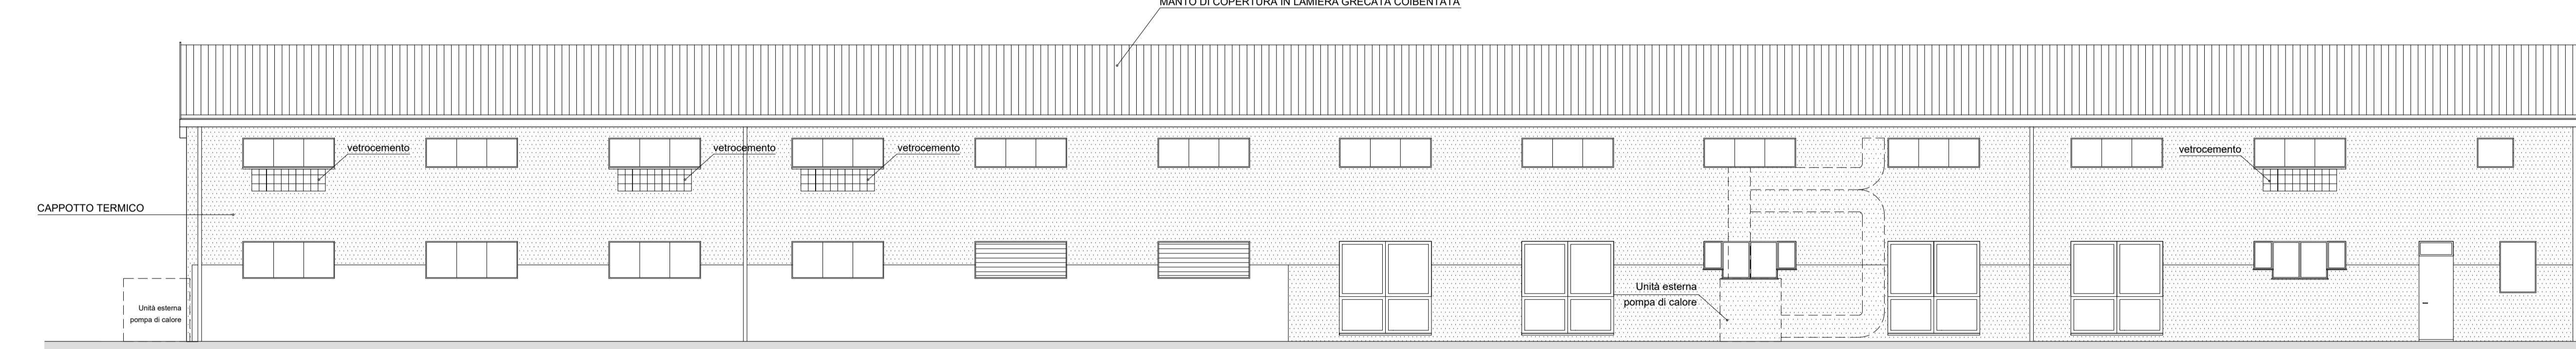 MANTO DI COPERTURA IN LAMIERA GRECATA COIBENTATA
vetrocemento
vetrocemento
vetrocemento
vetrocemento
CAPPOTTO TERMICO
Unità esterna
pompa di calore
Unità esterna
pompa di calore